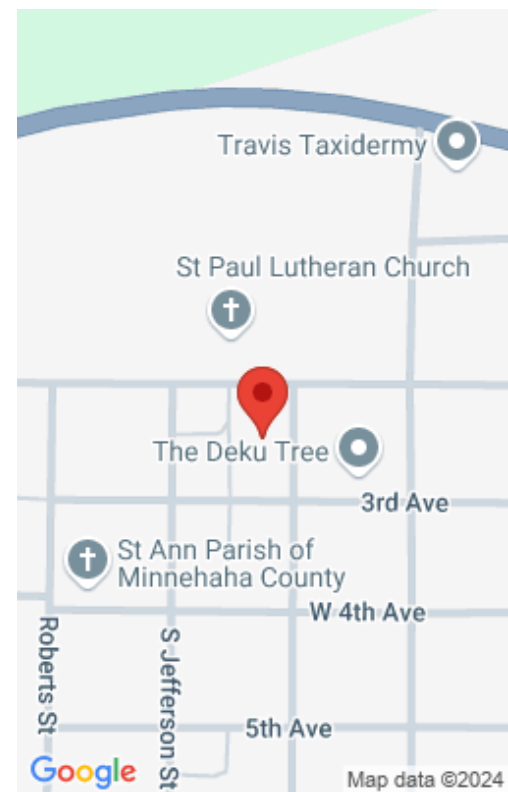 Travis Taxidermy
St Paul Lutheran Church
The Deku Tree
3rd Ave
St Ann Parish of
Minnehaha County
W 4th Ave
Roberts St
S Jefferson St
5th Ave
Google
Map data ©2024